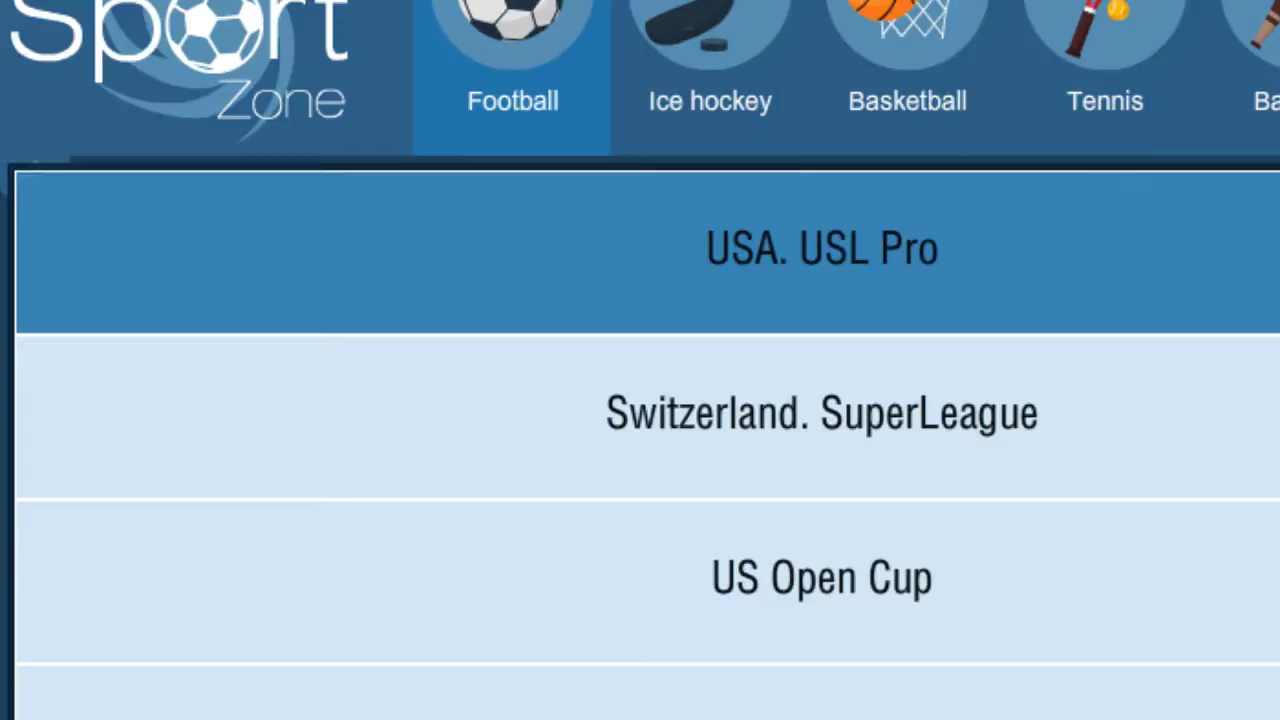 Sport
Zone
Football
Ice hockey
Basketball
Tennis
USA. USL Pro
Switzerland. SuperLeague
US Open Cup